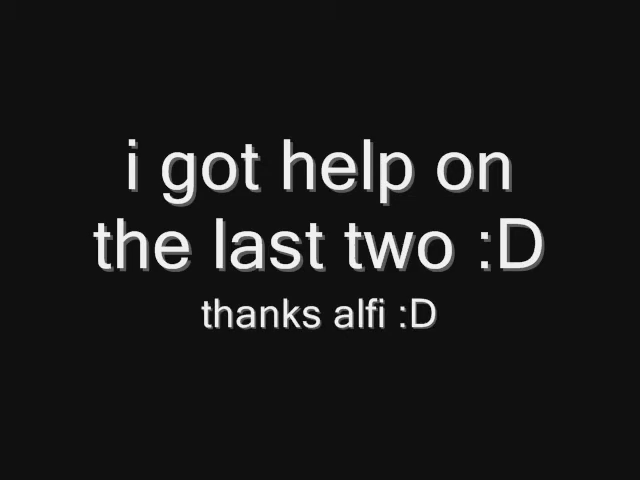 i got help on
the last two :D
thanks alfi :D